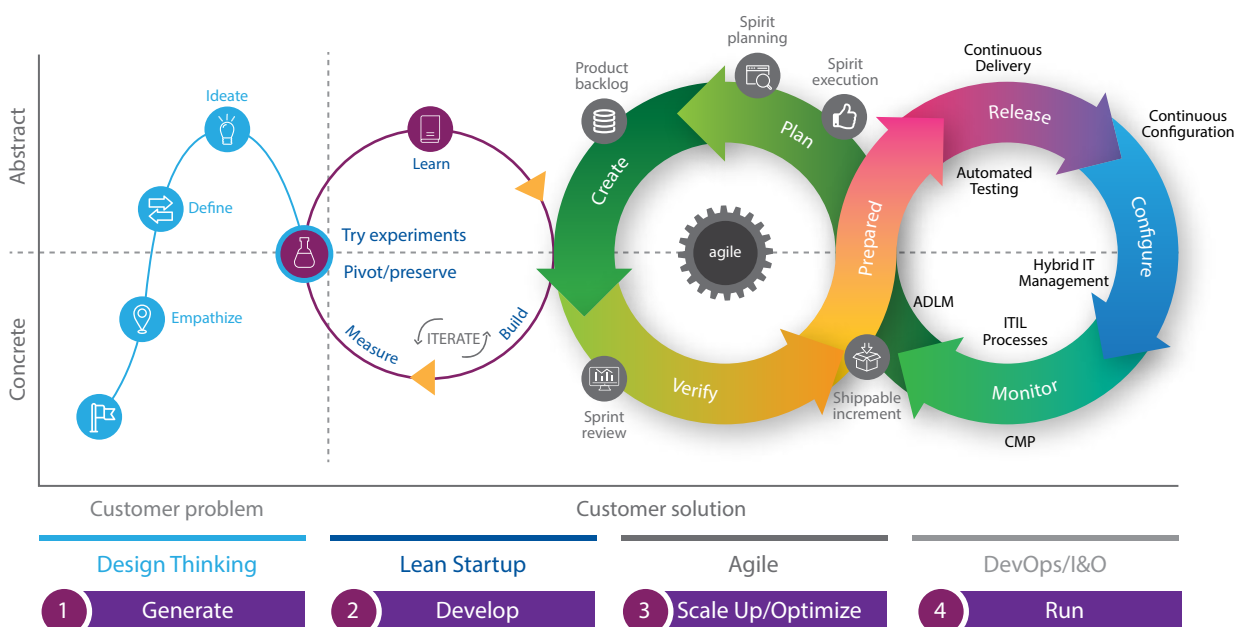 Abstract
Concrete
Ideate
Define
Empathize
Learn
Try experiments
Pivot/preserve
Measure
ITERATE
Build
Product
backlog
Spirit
planning
Spirit
execution
Create
Plan
agile
Verify
Sprint
review
Prepared
Shippable
increment
Continuous
Delivery
Release
Continuous
Configuration
Automated
Testing
Configure
Hybrid IT
Management
ADLM
ITIL
Processes
Monitor
CMP
Customer problem
Customer solution
Design Thinking
Lean Startup
Agile
DevOps/I&O
1 Generate
2 Develop
3 Scale Up/Optimize
4 Run